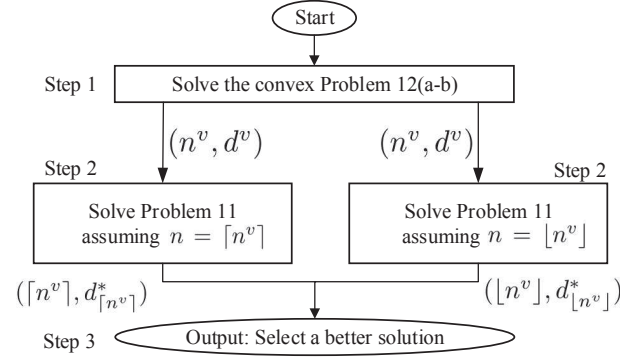 Start
Step 1
Solve the convex Problem 12(a-b)
(n^v, d^v)
(n^v, d^v)
Step 2
Step 2
Solve Problem 11
assuming n = ⌈n^v⌉
Solve Problem 11
assuming n = ⌊n^v⌋
(⌈n^v⌉, d^*_{⌈n^v⌉})
(⌊n^v⌋, d^*_{⌊n^v⌋})
Step 3
Output: Select a better solution